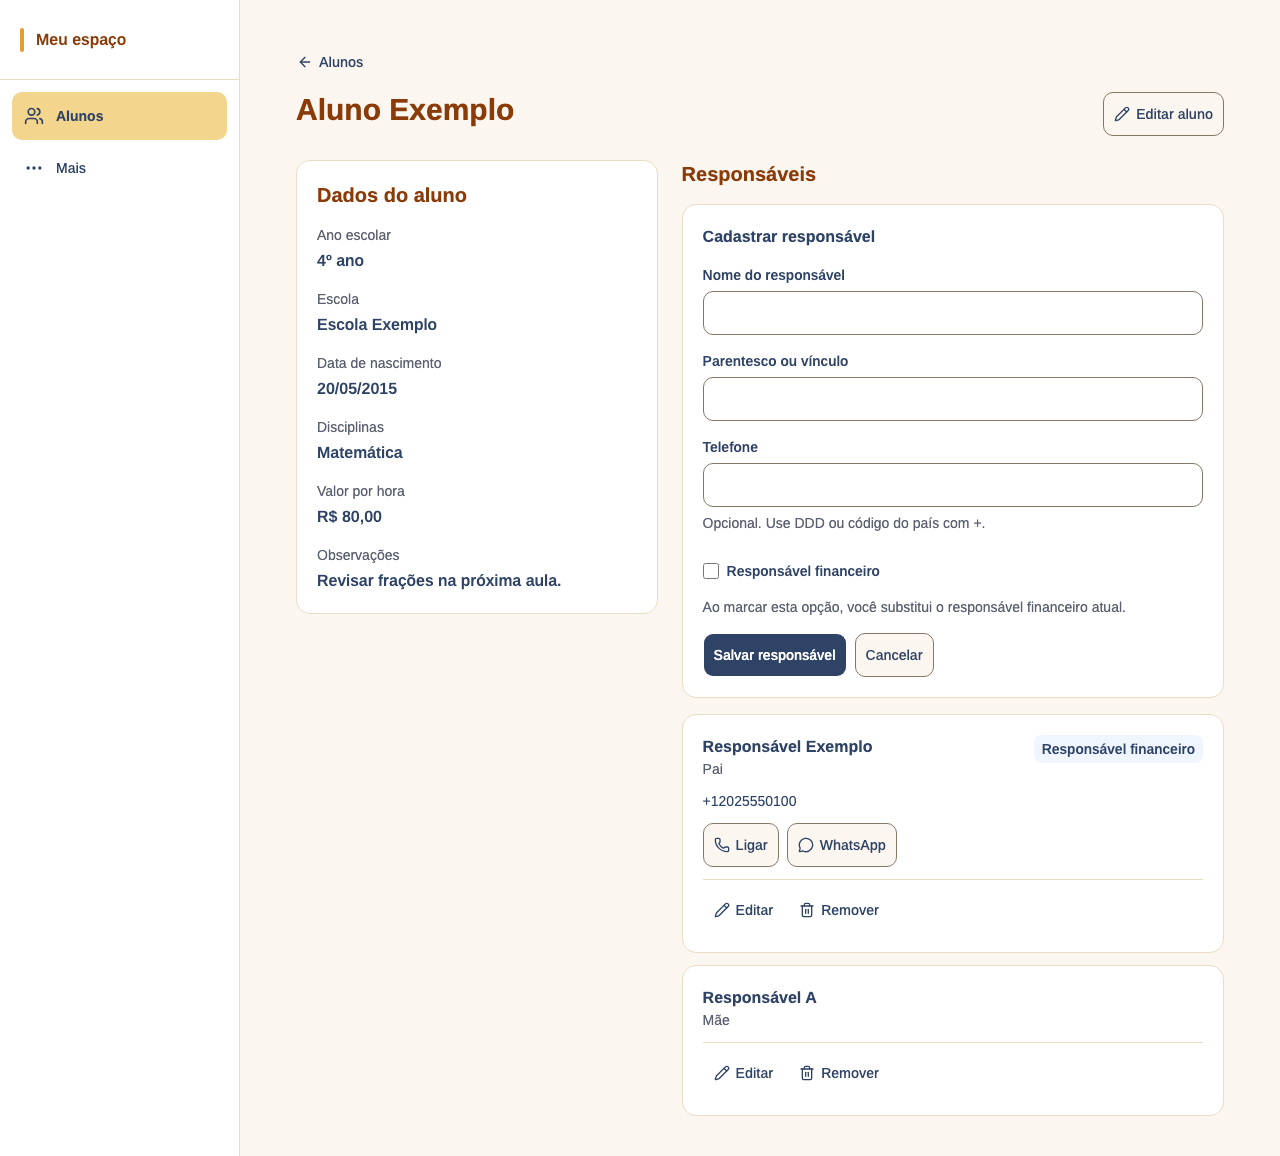 Meu espaço
Alunos
Mais
Alunos
Aluno Exemplo
Editar aluno
Dados do aluno
Ano escolar
4º ano
Escola
Escola Exemplo
Data de nascimento
20/05/2015
Disciplinas
Matemática
Valor por hora
R$ 80,00
Observações
Revisar frações na próxima aula.
Responsáveis
Cadastrar responsável
Nome do responsável
Parentesco ou vínculo
Telefone
Opcional. Use DDD ou código do país com +.
Responsável financeiro
Ao marcar esta opção, você substitui o responsável financeiro atual.
Salvar responsável
Cancelar
Responsável Exemplo
Responsável financeiro
Pai
+12025550100
Ligar
WhatsApp
Editar
Remover
Responsável A
Mãe
Editar
Remover